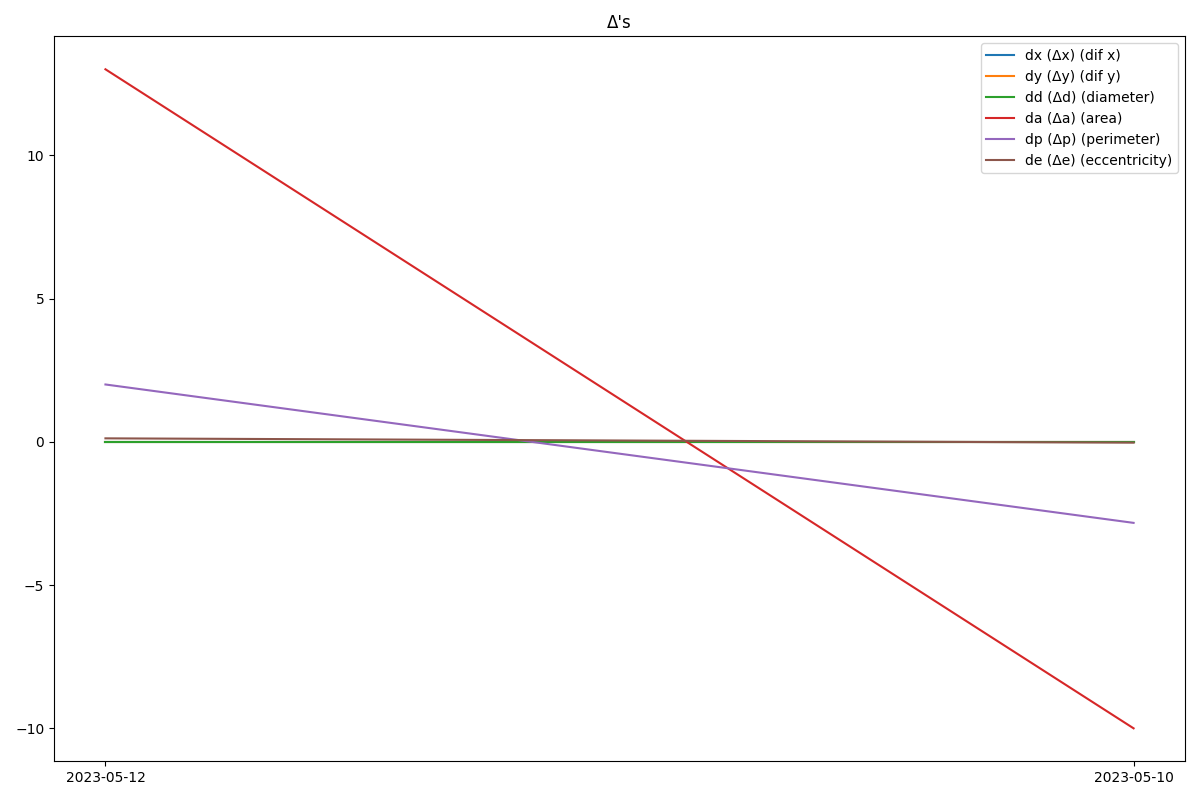 Δ's
dx (Δx) (dif x)
dy (Δy) (dif y)
dd (Δd) (diameter)
da (Δa) (area)
dp (Δp) (perimeter)
de (Δe) (eccentricity)
10
5
0
−5
−10
2023-05-12
2023-05-10